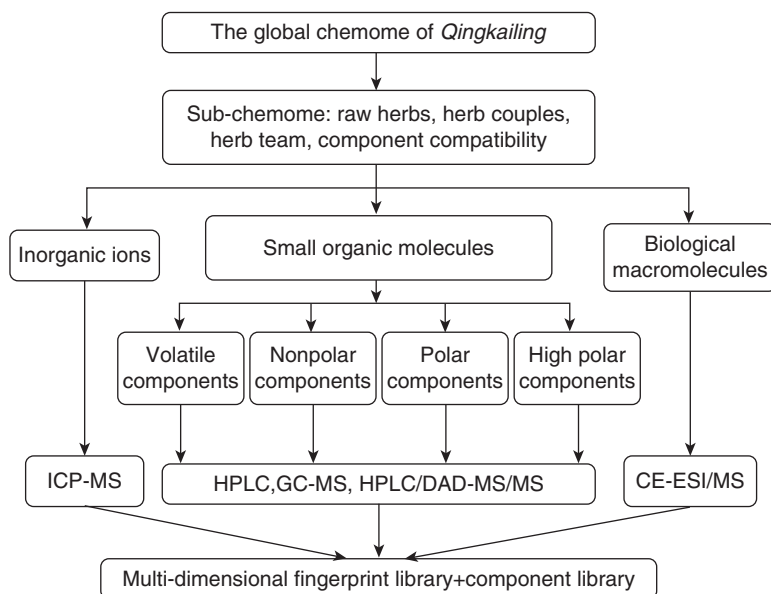 The global chemome of Qingkailing
Sub-chemome: raw herbs, herb couples,
herb team, component compatibility
Inorganic ions
Small organic molecules
Biological
macromolecules
Volatile
components
Nonpolar
components
Polar
components
High polar
components
ICP-MS
HPLC,GC-MS, HPLC/DAD-MS/MS
CE-ESI/MS
Multi-dimensional fingerprint library+component library